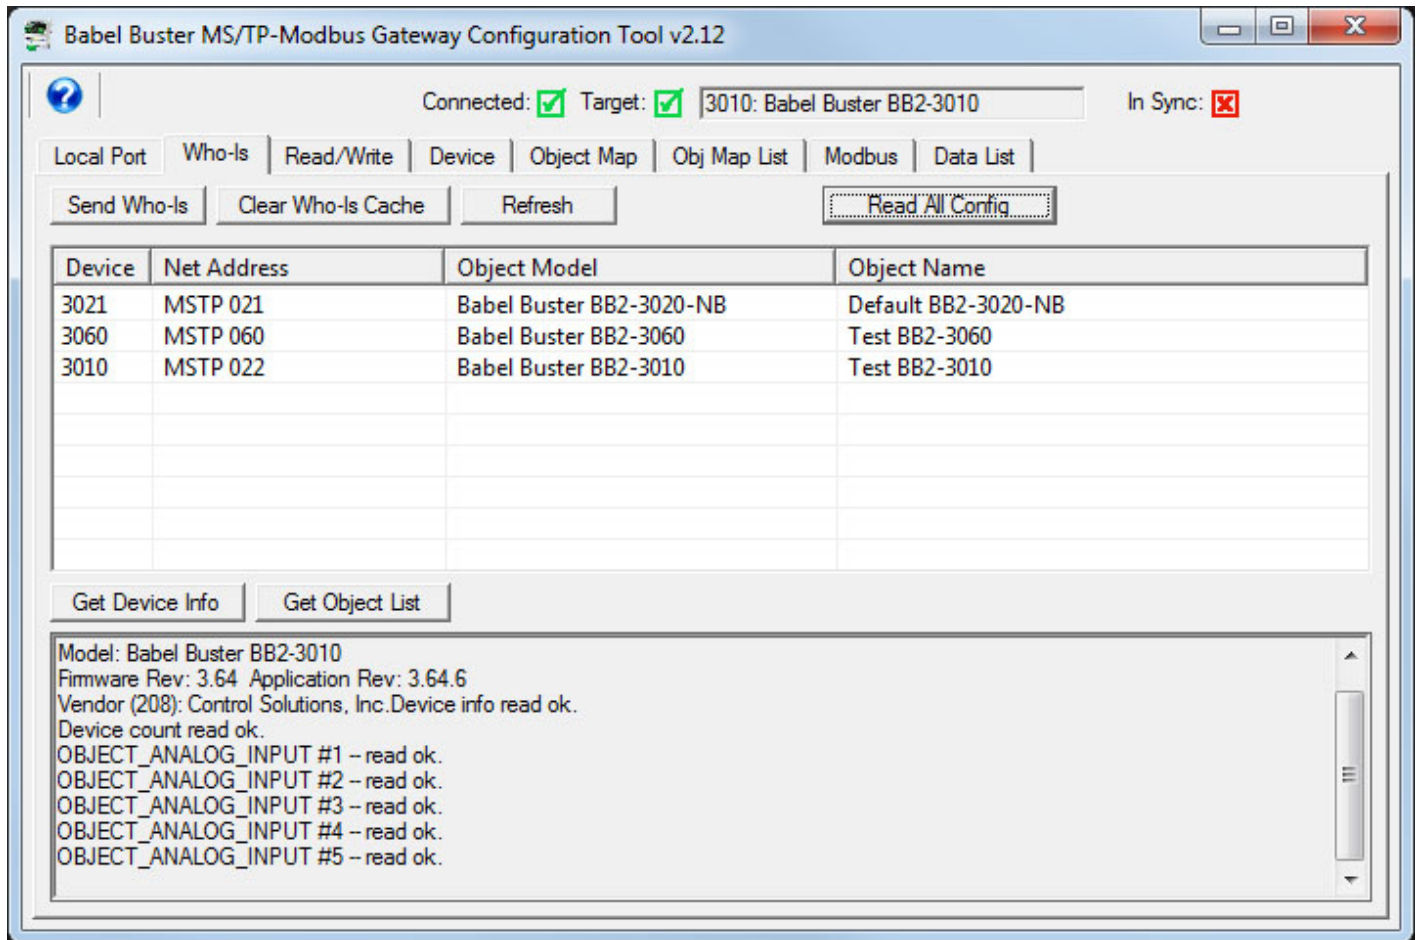 Babel Buster MS/TP-Modbus Gateway Configuration Tool v2.12
Connected: Target: 3010: Babel Buster BB2-3010 In Sync:
Local Port Who-Is Read/Write Device Object Map Obj Map List Modbus Data List
Send Who-Is Clear Who-Is Cache Refresh Read All Config
Device Net Address Object Model Object Name
3021 MSTP 021 Babel Buster BB2-3020-NB Default BB2-3020-NB
3060 MSTP 060 Babel Buster BB2-3060 Test BB2-3060
3010 MSTP 022 Babel Buster BB2-3010 Test BB2-3010
Get Device Info Get Object List
Model: Babel Buster BB2-3010
Firmware Rev: 3.64 Application Rev: 3.64.6
Vendor (208): Control Solutions, Inc.Device info read ok.
Device count read ok.
OBJECT_ANALOG_INPUT #1 -- read ok.
OBJECT_ANALOG_INPUT #2 -- read ok.
OBJECT_ANALOG_INPUT #3 -- read ok.
OBJECT_ANALOG_INPUT #4 -- read ok.
OBJECT_ANALOG_INPUT #5 -- read ok.